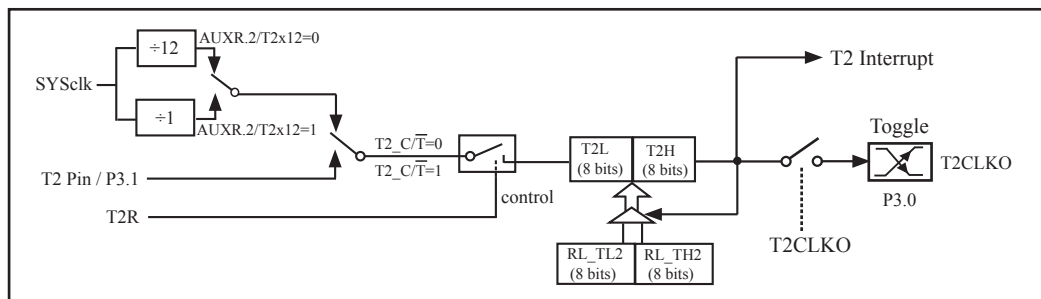 ÷12
AUXR.2/T2x12=0
SYSclk
÷1
AUXR.2/T2x12=1
T2 Pin / P3.1
T2R
T2_C/T̅=0
T2_C/T̅=1
control
T2L
(8 bits)
T2H
(8 bits)
RL_TL2
(8 bits)
RL_TH2
(8 bits)
T2 Interrupt
Toggle
T2CLKO
P3.0
T2CLKO